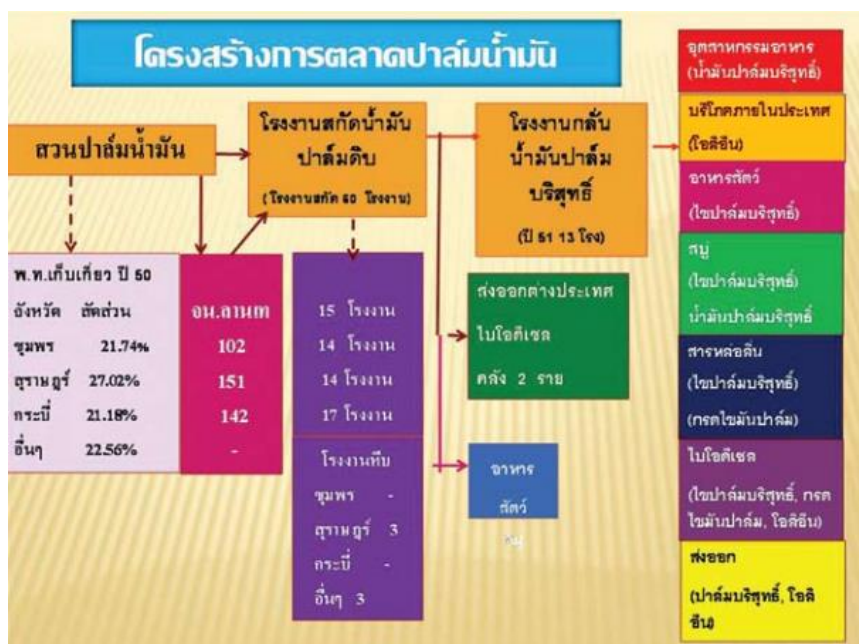 โครงสร้างการตลาดปาล์มน้ำมัน
สวนปาล์มน้ำมัน
โรงงานสกัดน้ำมัน
ปาล์มดิบ
(โรงงานสกัด 60 โรงงาน)
โรงงานกลั่น
น้ำมันปาล์ม
บริสุทธิ์
(ปี 51 13 โรง)
พ.ท.เก็บเกี่ยว ปี 50
จังหวัด สัดส่วน
ชุมพร 21.74%
สุราษฎร์ 27.02%
กระบี่ 21.18%
อื่นๆ 22.56%
จน.ลานเท
102
151
142
-
15 โรงงาน
14 โรงงาน
14 โรงงาน
17 โรงงาน
โรงงานหีบ
ชุมพร -
สุราษฎร์ 3
กระบี่ -
อื่นๆ 3
ส่งออกต่างประเทศ
ไบโอดีเซล
คลัง 2 ราย
อาหาร
สัตว์
อุตสาหกรรมอาหาร
(น้ำมันปาล์มบริสุทธิ์)
บริโภคภายในประเทศ
(โอลีอิน)
อาหารสัตว์
(ไขปาล์มบริสุทธิ์)
สบู่
(ไขปาล์มบริสุทธิ์)
น้ำมันปาล์มบริสุทธิ์
สารหล่อลื่น
(ไขปาล์มบริสุทธิ์)
(กรดไขมันปาล์ม)
ไบโอดีเซล
(ไขปาล์มบริสุทธิ์, กรด
ไขมันปาล์ม, โอลิอีน)
ส่งออก
(ปาล์มบริสุทธิ์, โอลิ
อีน)